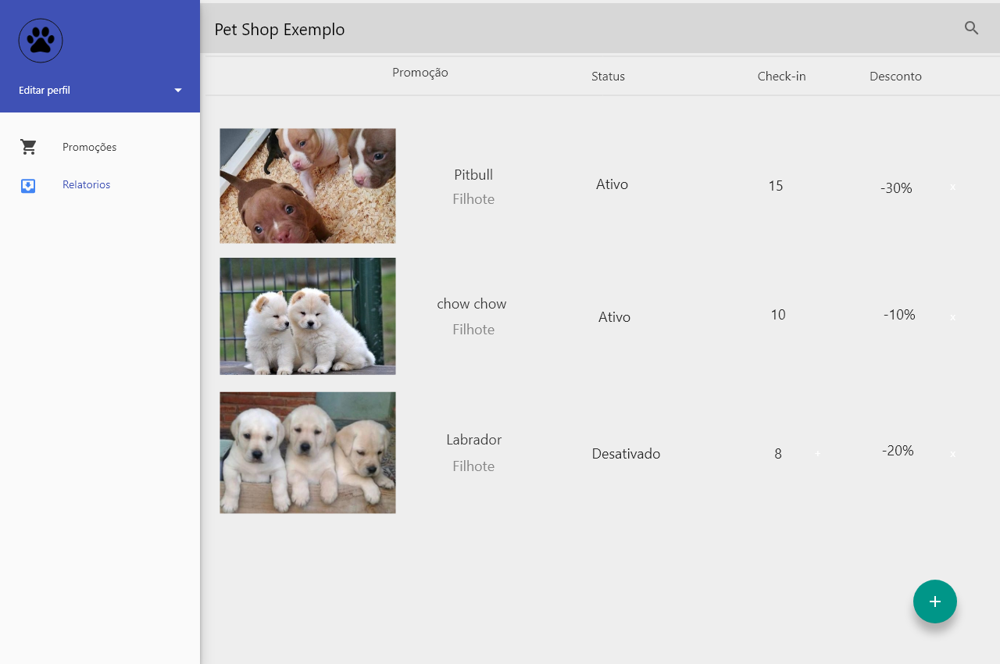 Editar perfil
Promoções
Relatorios
Pet Shop Exemplo
Promoção Status Check-in Desconto
Pitbull
Filhote
Ativo
15
-30%
x
chow chow
Filhote
Ativo
10
-10%
x
Labrador
Filhote
Desativado
8
+
-20%
x
+